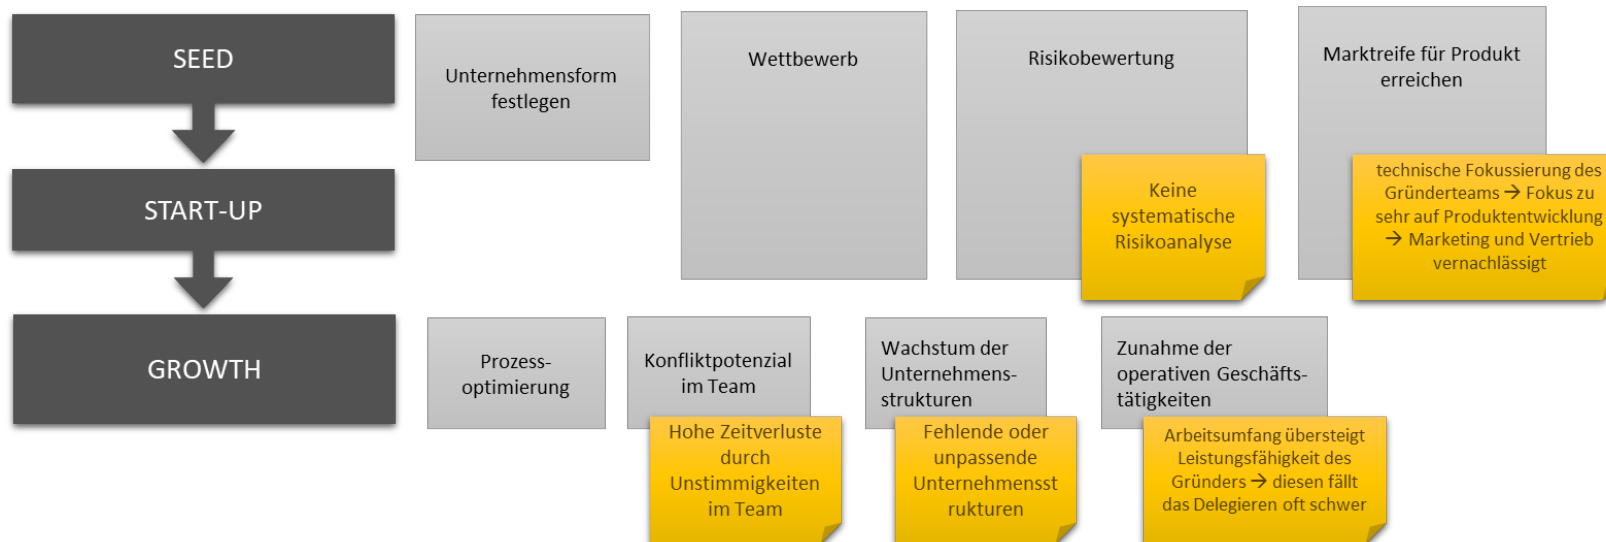 SEED
Unternehmensform
festlegen
Wettbewerb
Risikobewertung
Marktreife für Produkt
erreichen
START-UP
Keine
systematische
Risikoanalyse
technische Fokussierung des
Gründerteams → Fokus zu
sehr auf Produktentwicklung
→ Marketing und Vertrieb
vernachlässigt
GROWTH
Prozess-
optimierung
Konfliktpotenzial
im Team
Wachstum der
Unternehmens-
strukturen
Zunahme der
operativen Geschäfts-
tätigkeiten
Hohe Zeitverluste
durch
Unstimmigkeiten
im Team
Fehlende oder
unpassende
Unternehmensst
rukturen
Arbeitsumfang übersteigt
Leistungsfähigkeit des
Gründers → diesen fällt
das Delegieren oft schwer